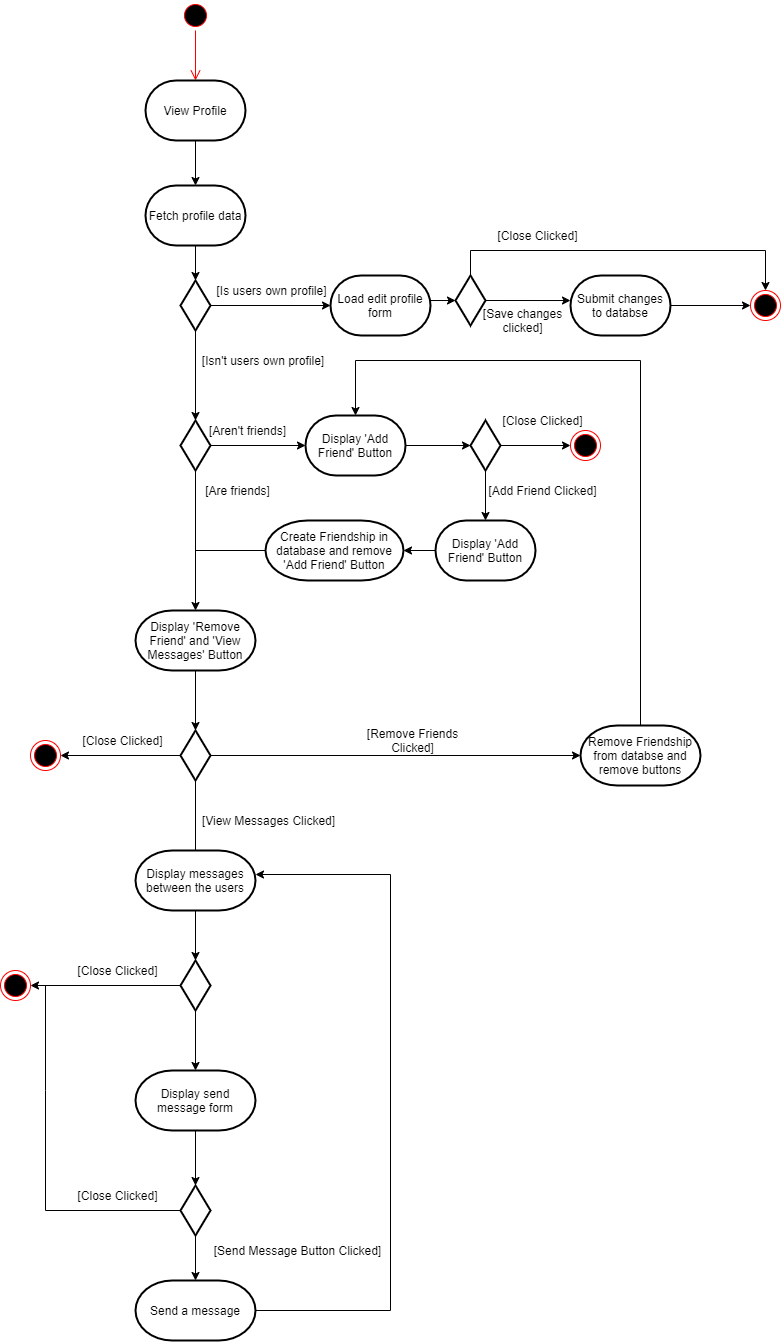 View Profile
Fetch profile data
[Close Clicked]
[Is users own profile]
Load edit profile
form
[Save changes
clicked]
Submit changes
to databse
[Isn't users own profile]
[Aren't friends]
Display 'Add
Friend' Button
[Close Clicked]
[Are friends]
[Add Friend Clicked]
Create Friendship in
database and remove
'Add Friend' Button
Display 'Add
Friend' Button
Display 'Remove
Friend' and 'View
Messages' Button
[Close Clicked]
[Remove Friends
Clicked]
Remove Friendship
from databse and
remove buttons
[View Messages Clicked]
Display messages
between the users
[Close Clicked]
Display send
message form
[Close Clicked]
[Send Message Button Clicked]
Send a message